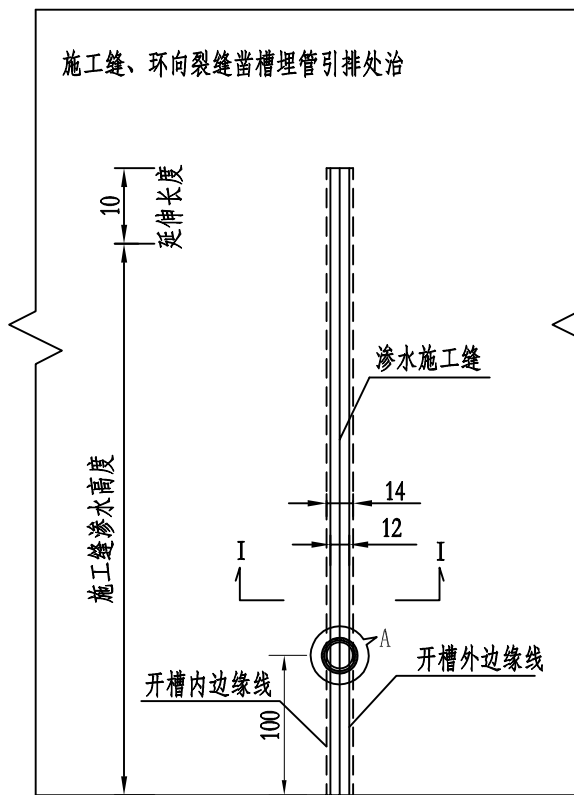 施工缝、环向裂缝凿槽埋管引排处治
10
延伸长度
渗水施工缝
施工缝渗水高度
14
12
I
I
A
开槽外边缘线
开槽内边缘线
100